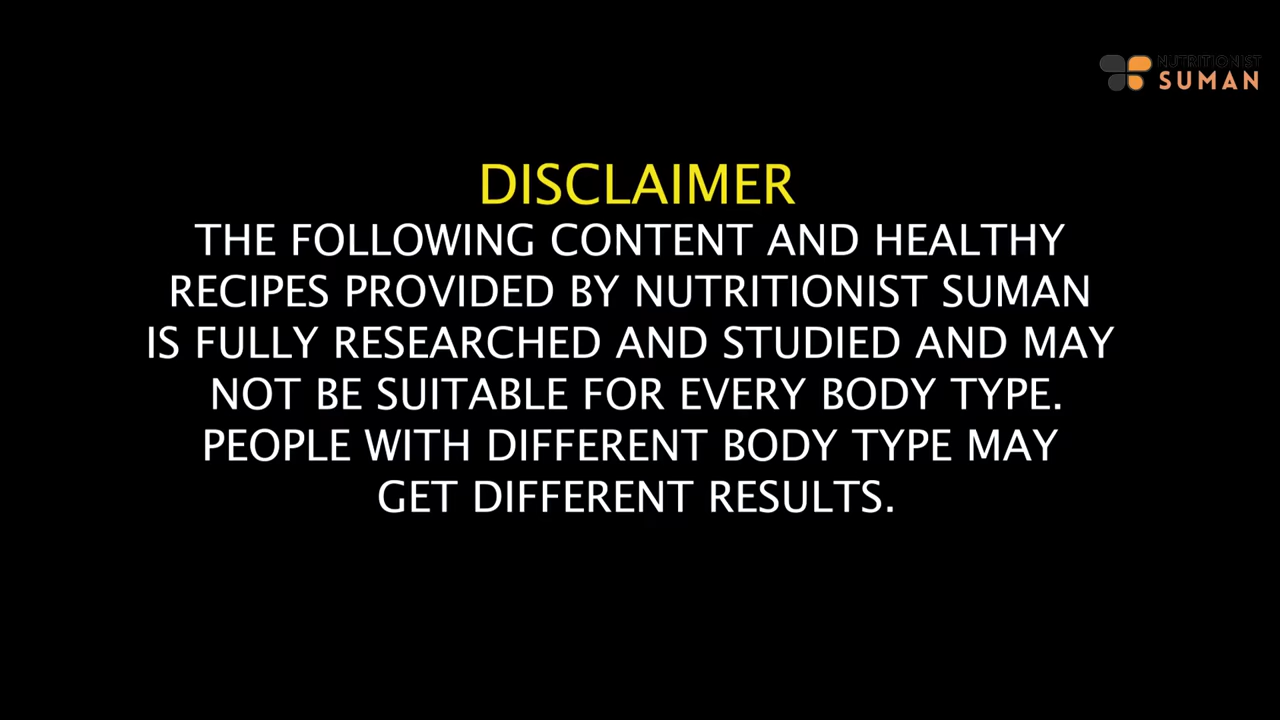 NUTRITIONIST
SUMAN
DISCLAIMER
THE FOLLOWING CONTENT AND HEALTHY
RECIPES PROVIDED BY NUTRITIONIST SUMAN
IS FULLY RESEARCHED AND STUDIED AND MAY
NOT BE SUITABLE FOR EVERY BODY TYPE.
PEOPLE WITH DIFFERENT BODY TYPE MAY
GET DIFFERENT RESULTS.